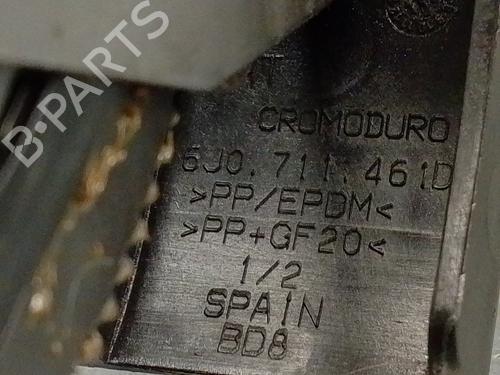 CROMODURO
6J0.711.461D
>PP/EPDM<
>PP+GF20<
1/2
SPAIN
BD8
B-PARTS